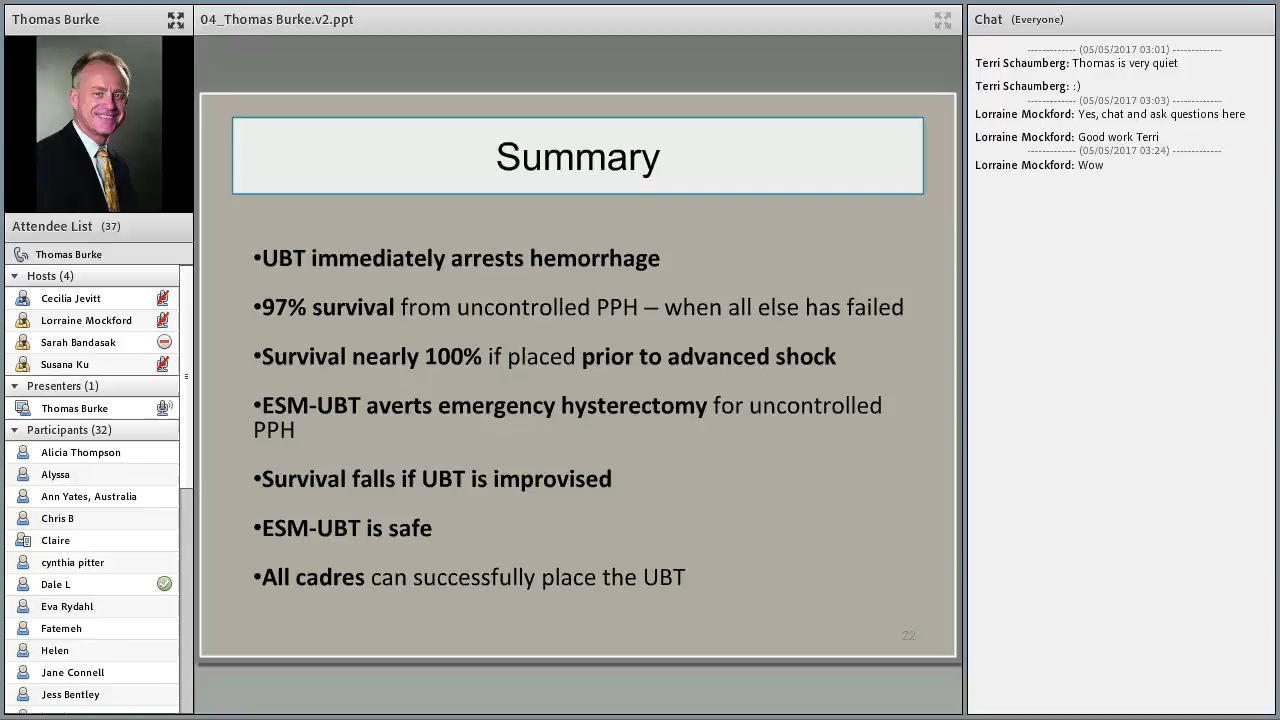 Thomas Burke
Attendee List (37)
Thomas Burke
Hosts (4)
Cecilia Jevitt
Lorraine Mockford
Sarah Bandasak
Susana Ku
Presenters (1)
Thomas Burke
Participants (32)
Alicia Thompson
Alyssa
Ann Yates, Australia
Chris B
Claire
cynthia pitter
Dale L
Eva Rydahl
Fatemeh
Helen
Jane Connell
Jess Bentley
04_Thomas Burke.v2.ppt
Summary
•UBT immediately arrests hemorrhage
•97% survival from uncontrolled PPH – when all else has failed
•Survival nearly 100% if placed prior to advanced shock
•ESM-UBT averts emergency hysterectomy for uncontrolled
PPH
•Survival falls if UBT is improvised
•ESM-UBT is safe
•All cadres can successfully place the UBT
22
Chat (Everyone)
------------- (05/05/2017 03:01) -------------
Terri Schaumberg: Thomas is very quiet
Terri Schaumberg: :)
------------- (05/05/2017 03:03) -------------
Lorraine Mockford: Yes, chat and ask questions here
Lorraine Mockford: Good work Terri
------------- (05/05/2017 03:24) -------------
Lorraine Mockford: Wow